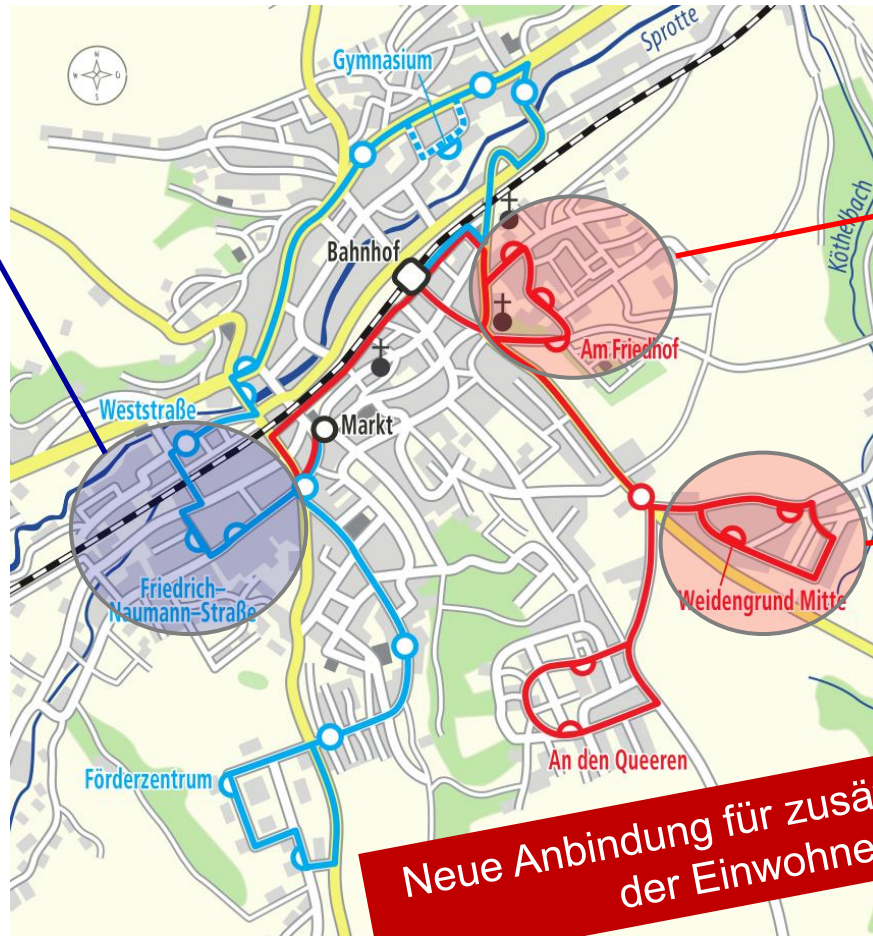 Sprotte
Gymnasium
N
W
O
S
Köthelbach
Bahnhof
Am Friedhof
Weststraße
Markt
Friedrich–
Naumann–Straße
Weidengrund Mitte
An den Queeren
Förderzentrum
Neue Anbindung für zusä
der Einwohne